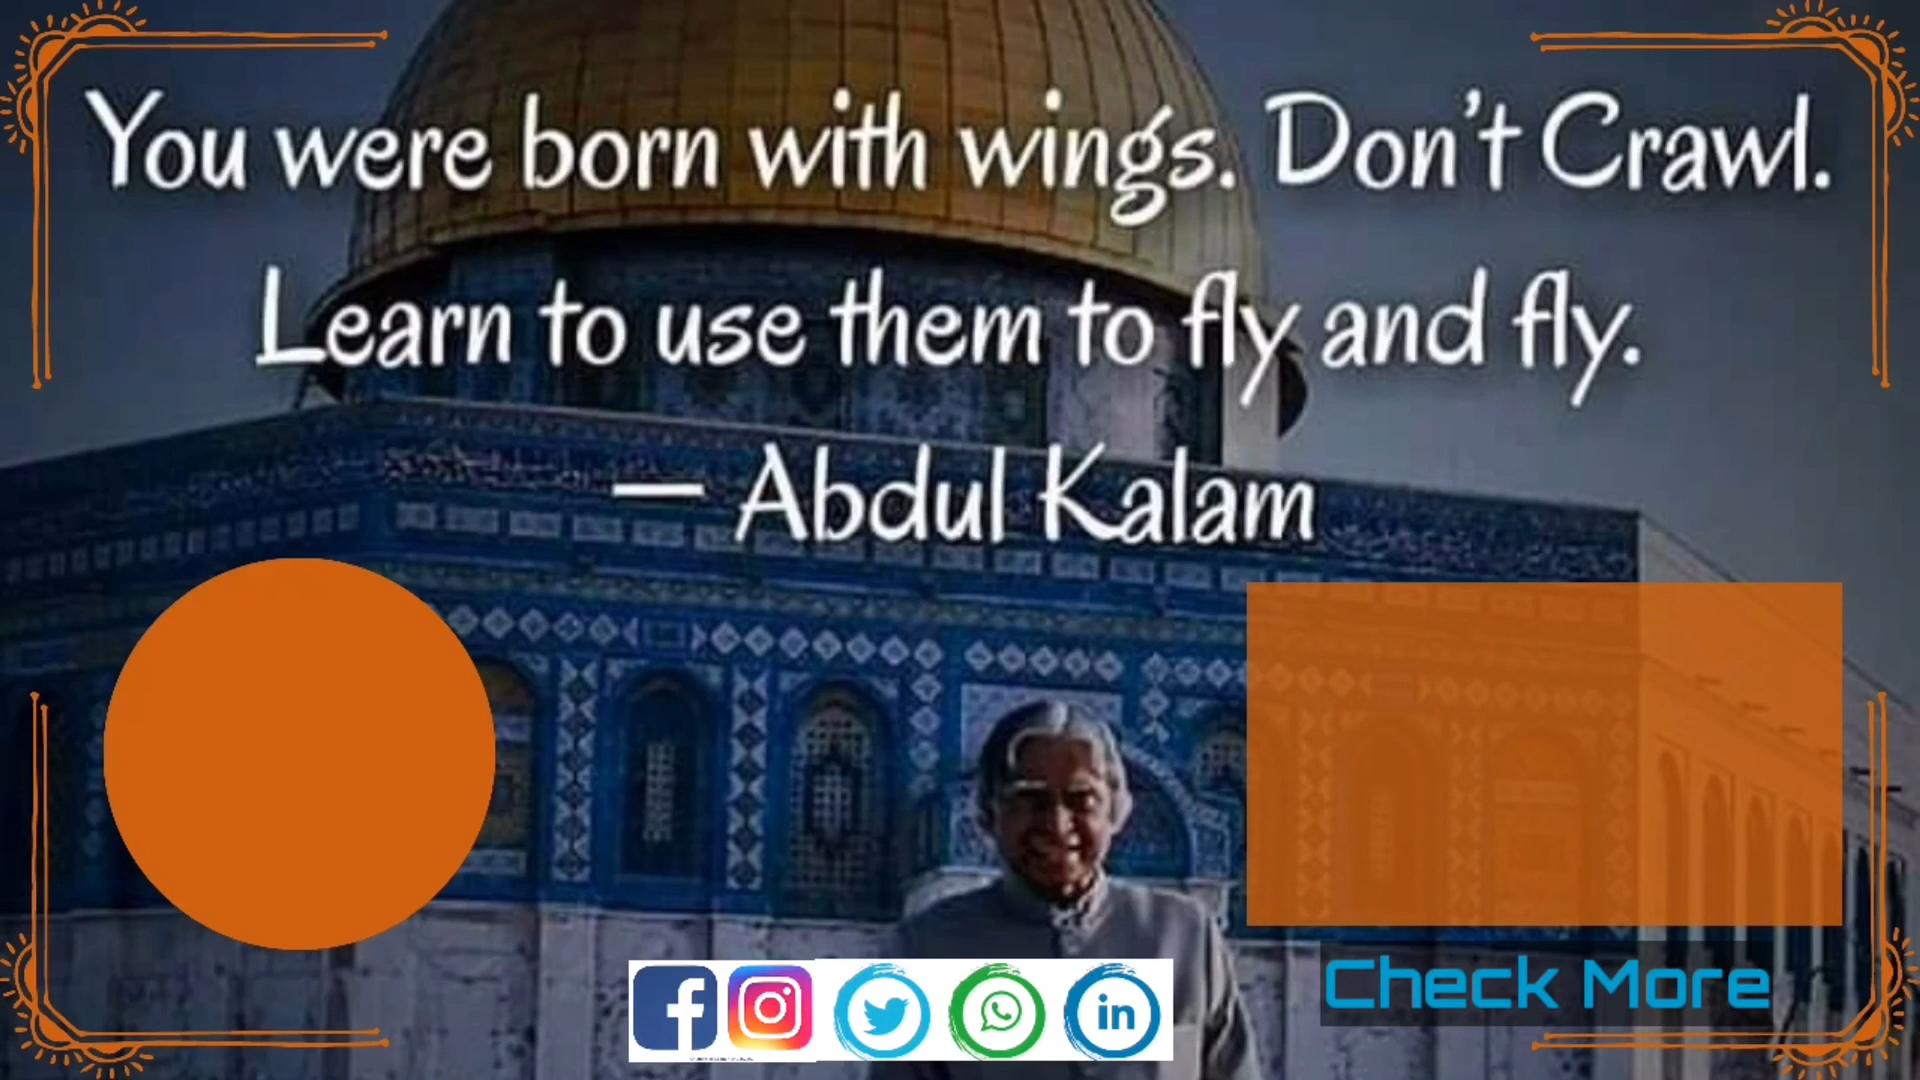 You were born with wings. Don't Crawl.
Learn to use them to fly and fly.
— Abdul Kalam
in
Check More